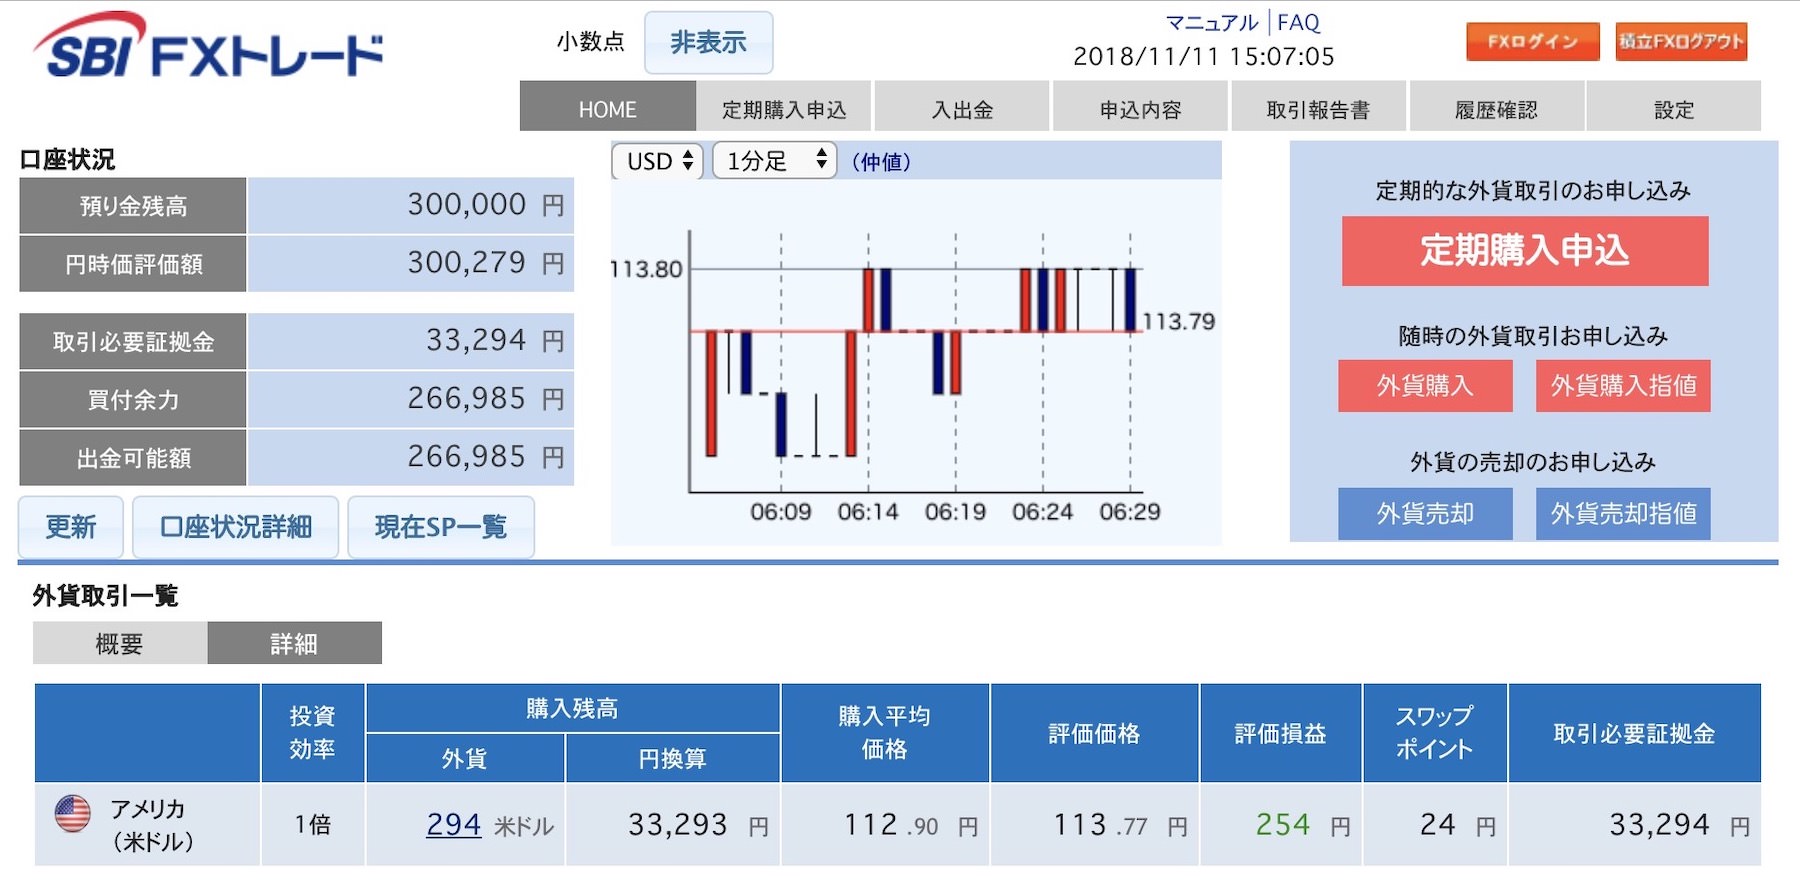 SBI FXトレード
小数点 非表示
マニュアル FAQ
2018/11/11 15:07:05
FXログイン 積立FXログアウト
HOME 定期購入申込 入出金 申込内容 取引報告書 履歴確認 設定
口座状況
預り金残高 300,000 円
円時価評価額 300,279 円
取引必要証拠金 33,294 円
買付余力 266,985 円
出金可能額 266,985 円
更新 口座状況詳細 現在SP一覧
USD 1分足 (仲値)
113.80
113.79
06:09 06:14 06:19 06:24 06:29
定期的な外貨取引のお申し込み
定期購入申込
随時の外貨取引お申し込み
外貨購入 外貨購入指値
外貨の売却のお申し込み
外貨売却 外貨売却指値
外貨取引一覧
概要 詳細
投資
効率
購入残高
外貨 円換算
購入平均
価格
評価価格
評価損益
スワップ
ポイント
取引必要証拠金
アメリカ
(米ドル)
1倍 294 米ドル 33,293 円 112 .90 円 113 .77 円 254 円 24 円 33,294 円